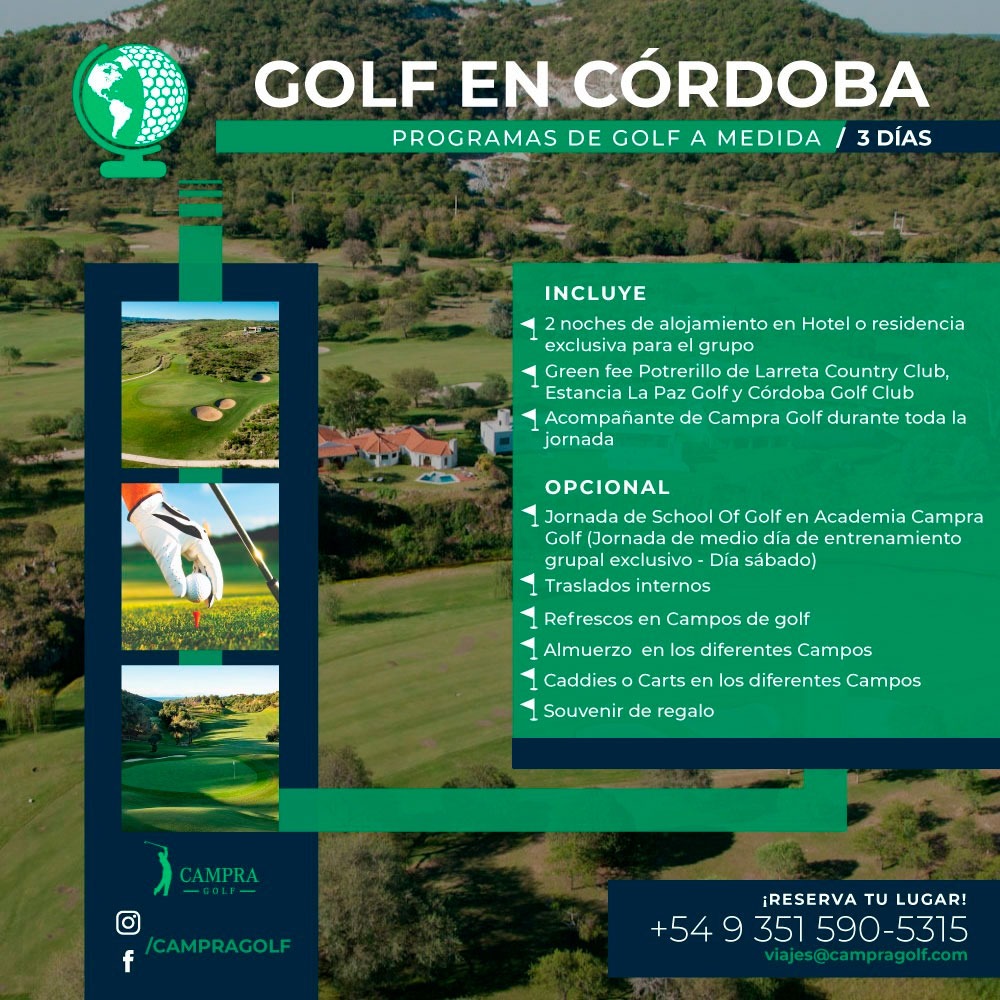 GOLF EN CÓRDOBA
PROGRAMAS DE GOLF A MEDIDA / 3 DÍAS
INCLUYE
2 noches de alojamiento en Hotel o residencia
exclusiva para el grupo
Green fee Potrerillo de Larreta Country Club,
Estancia La Paz Golf y Córdoba Golf Club
Acompañante de Campra Golf durante toda la
jornada
OPCIONAL
Jornada de School Of Golf en Academia Campra
Golf (Jornada de medio día de entrenamiento
grupal exclusivo - Día sábado)
Traslados internos
Refrescos en Campos de golf
Almuerzo en los diferentes Campos
Caddies o Carts en los diferentes Campos
Souvenir de regalo
CAMPRA
GOLF
/CAMPRAGOLF
¡RESERVA TU LUGAR!
+54 9 351 590-5315
viajes@campragolf.com